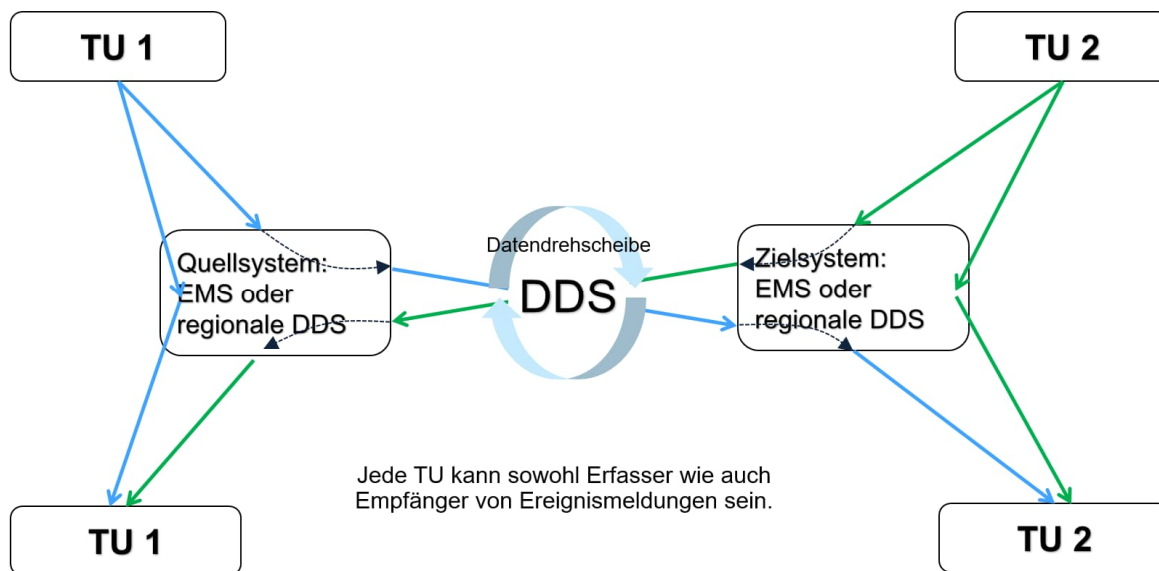 TU 1
TU 2
Quellsystem:
EMS oder
regionale DDS
Datendrehscheibe
DDS
Zielsystem:
EMS oder
regionale DDS
Jede TU kann sowohl Erfasser wie auch
Empfänger von Ereignismeldungen sein.
TU 1
TU 2